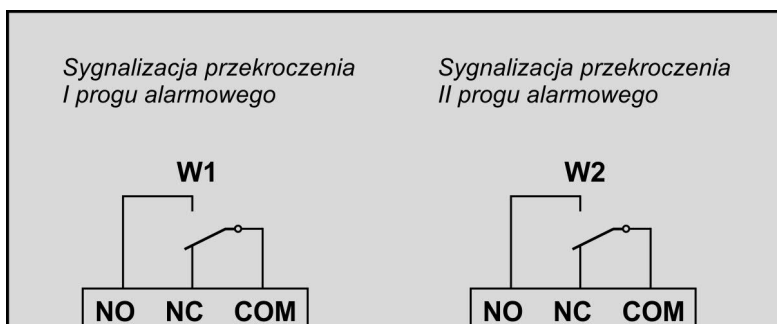 Sygnalizacja przekroczenia
I progu alarmowego
Sygnalizacja przekroczenia
II progu alarmowego
W1
W2
NO NC COM
NO NC COM